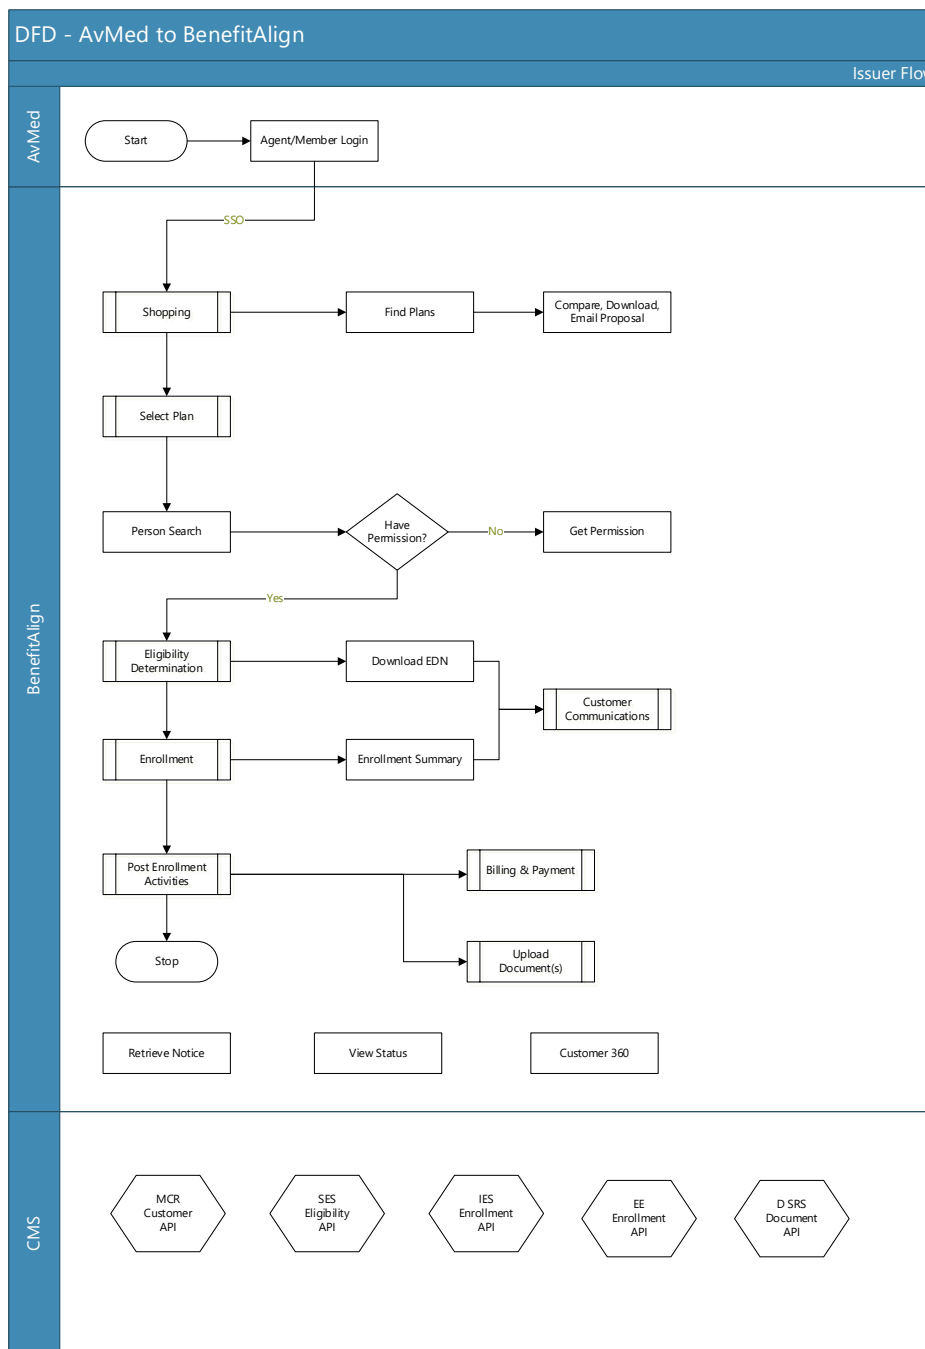 DFD - AvMed to BenefitAlign
Issuer Flow
AvMed
Start
Agent/Member Login
SSO
BenefitAlign
Shopping
Find Plans
Compare, Download,
Email Proposal
Select Plan
Person Search
Have
Permission?
No
Get Permission
Yes
Eligibility
Determination
Download EDN
Customer
Communications
Enrollment
Enrollment Summary
Post Enrollment
Activities
Billing & Payment
Stop
Upload
Document(s)
Retrieve Notice
View Status
Customer 360
CMS
MCR
Customer
API
SES
Eligibility
API
IES
Enrollment
API
EE
Enrollment
API
D SRS
Document
API